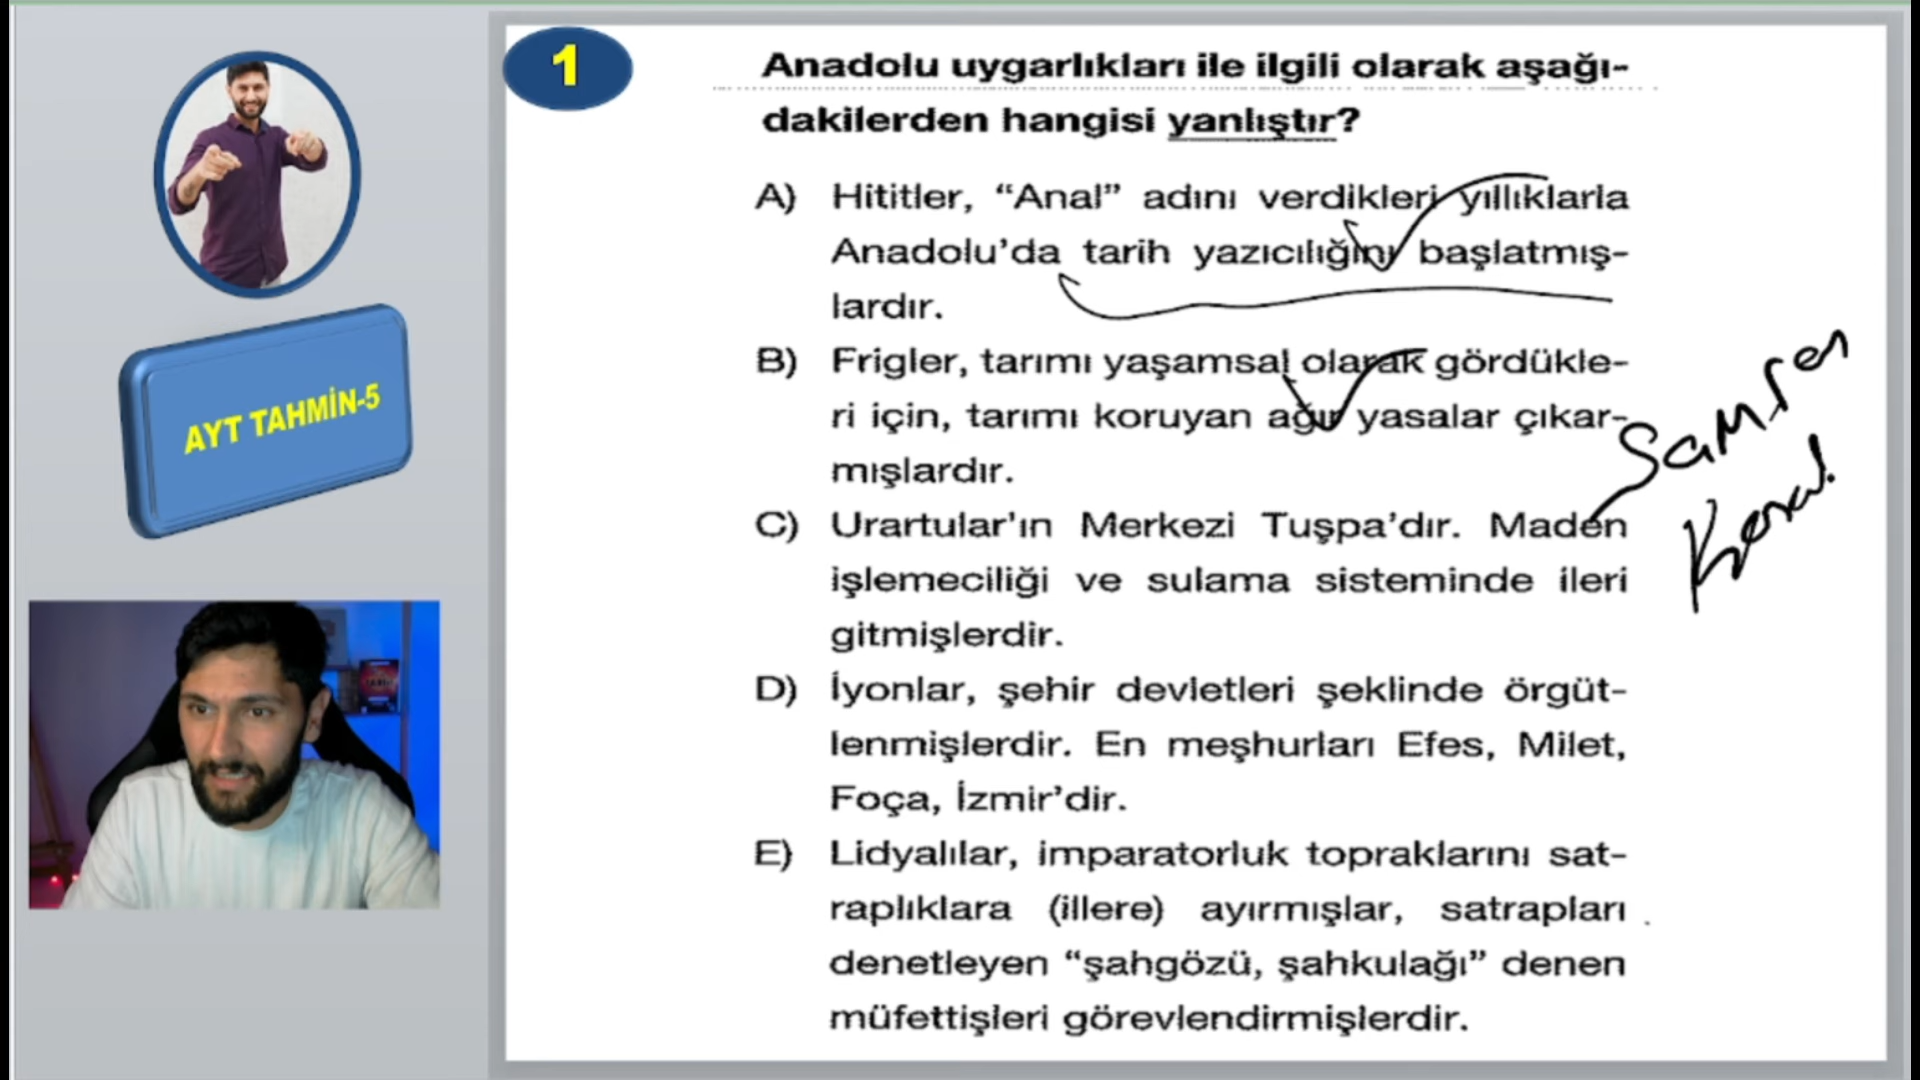 1
Anadolu uygarlıkları ile ilgili olarak aşağı-
dakilerden hangisi yanlıştır?
A) Hititler, “Anal” adını verdikleri yıllıklarla
Anadolu’da tarih yazıcılığını başlatmış-
lardır.
B) Frigler, tarımı yaşamsal olarak gördükle-
ri için, tarımı koruyan ağır yasalar çıkar-
mışlardır.
C) Urartular’ın Merkezi Tuşpa’dır. Maden
işlemeciliği ve sulama sisteminde ileri
gitmişlerdir.
D) İyonlar, şehir devletleri şeklinde örgüt-
lenmişlerdir. En meşhurları Efes, Milet,
Foça, İzmir’dir.
E) Lidyalılar, imparatorluk topraklarını sat-
raplıklara (illere) ayırmışlar, satrapları
denetleyen “şahgözü, şahkulağı” denen
müfettişleri görevlendirmişlerdir.
AYT TAHMİN-5